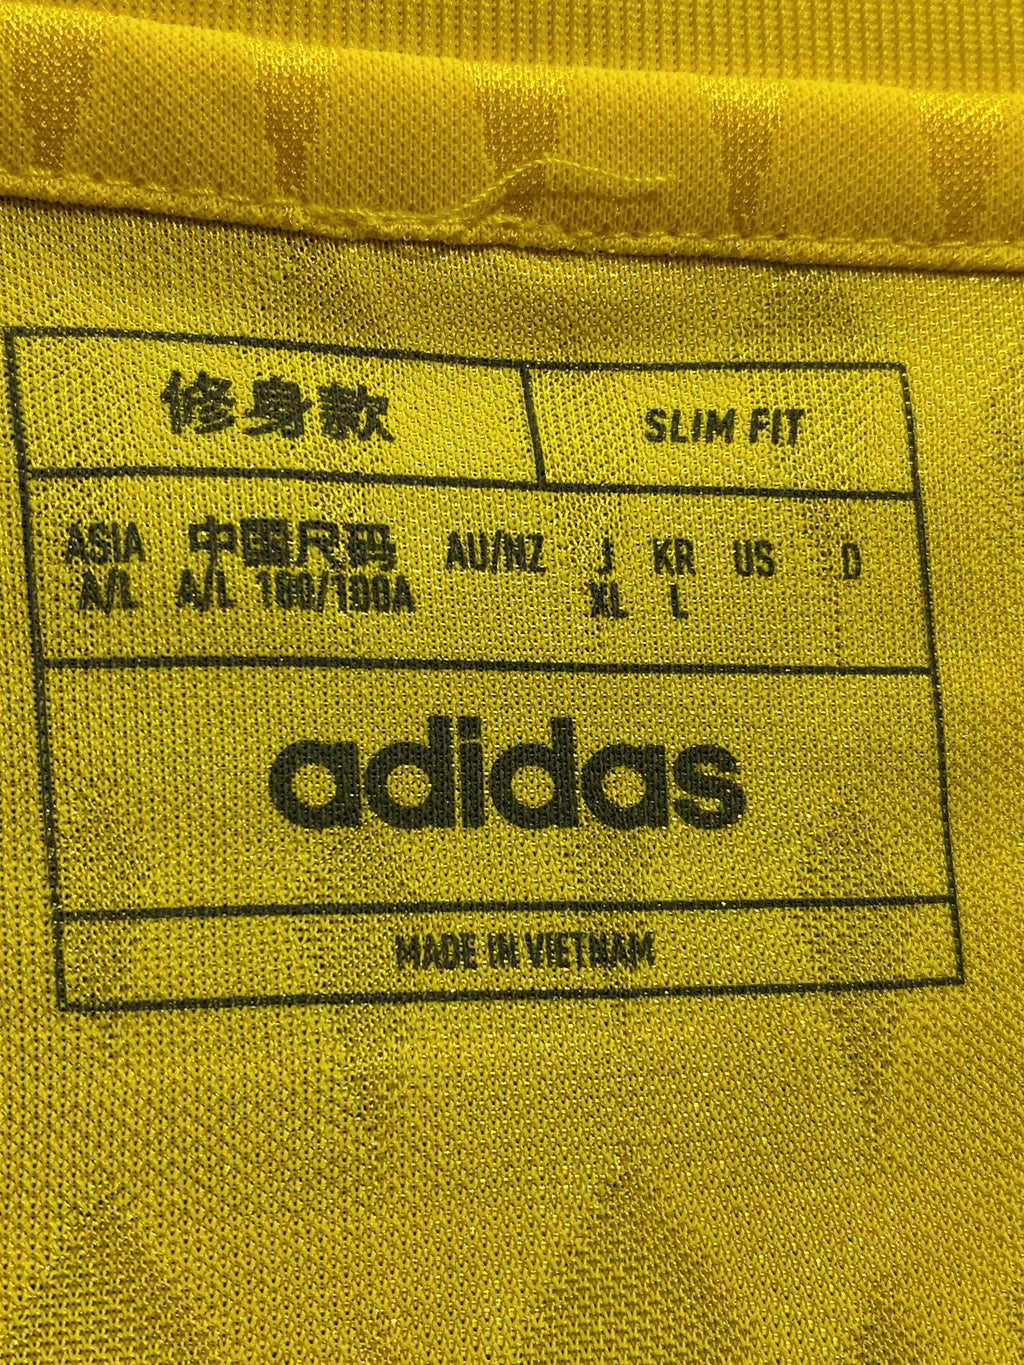 修身款 SLIM FIT
ASIA 中国尺码 AU/NZ J KR US D
A/L A/L 180/100A XL L
adidas
MADE IN VIETNAM